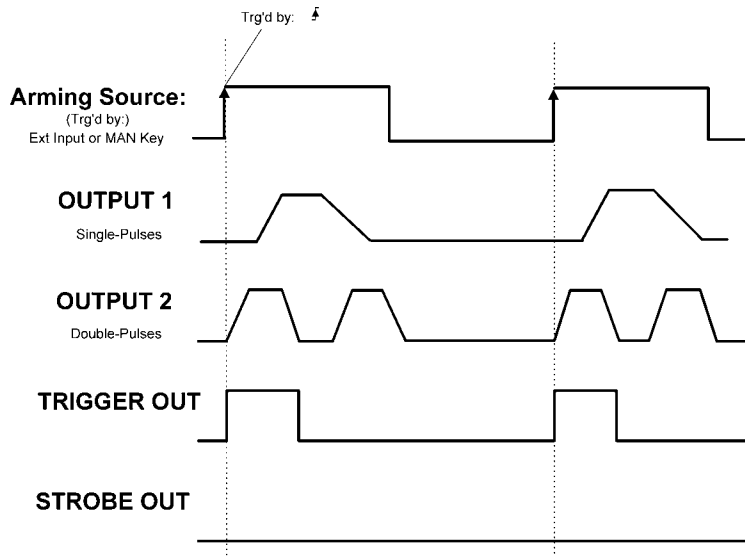 Trg'd by:
Arming Source:
(Trg'd by:)
Ext Input or MAN Key
OUTPUT 1
Single-Pulses
OUTPUT 2
Double-Pulses
TRIGGER OUT
STROBE OUT